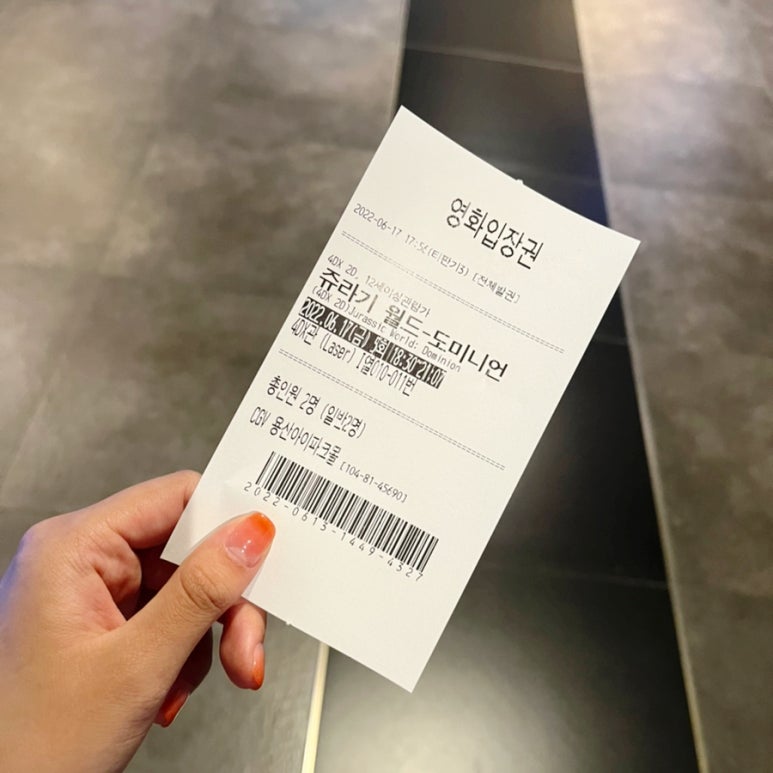 영화입장권
2022-06-17 17:56(티판기3) [전체발권]
4DX 2D, 12세이상관람가
쥬라기 월드-도미니언
(4DX 2D)Jurassic World: Dominion
2022.06.17(금) 5회 18:30~21:07
4DX관 (Laser) I열010-011번
총인원 2명 (일반2명)
CGV 용산아이파크몰 [104-81-45690]
2022-0613-1449-4327